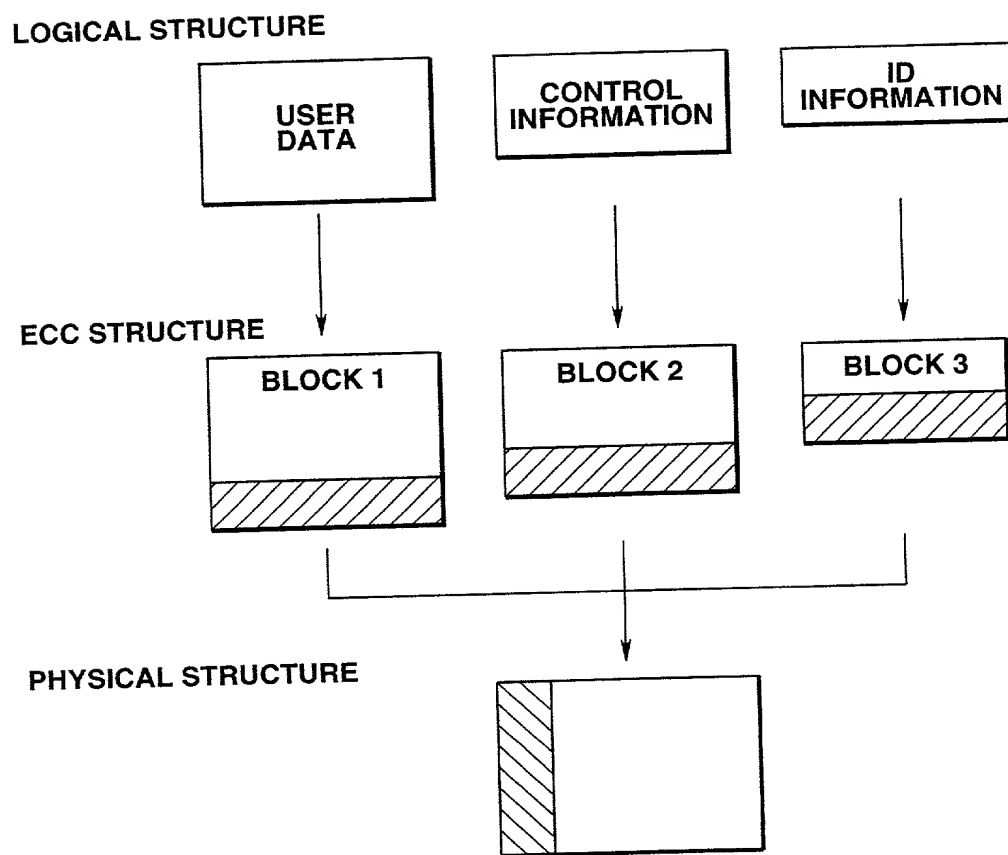 LOGICAL STRUCTURE
USER
DATA
CONTROL
INFORMATION
ID
INFORMATION
ECC STRUCTURE
BLOCK 1
BLOCK 2
BLOCK 3
PHYSICAL STRUCTURE